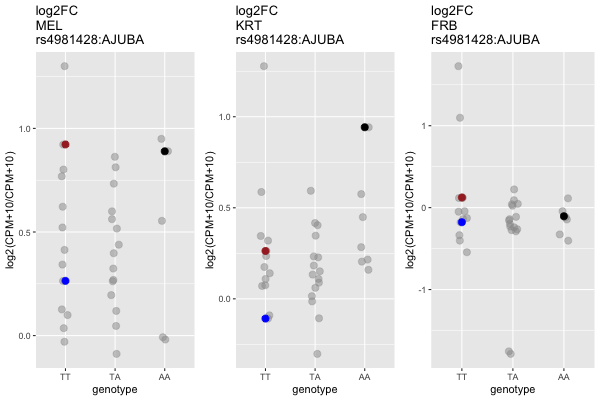 log2FC
MEL
rs4981428:AJUBA
log2(CPM+10/CPM+10)
1.0
0.5
0.0
TT TA AA
genotype
log2FC
KRT
rs4981428:AJUBA
log2(CPM+10/CPM+10)
1.0
0.5
0.0
TT TA AA
genotype
log2FC
FRB
rs4981428:AJUBA
log2(CPM+10/CPM+10)
1
0
-1
TT TA AA
genotype